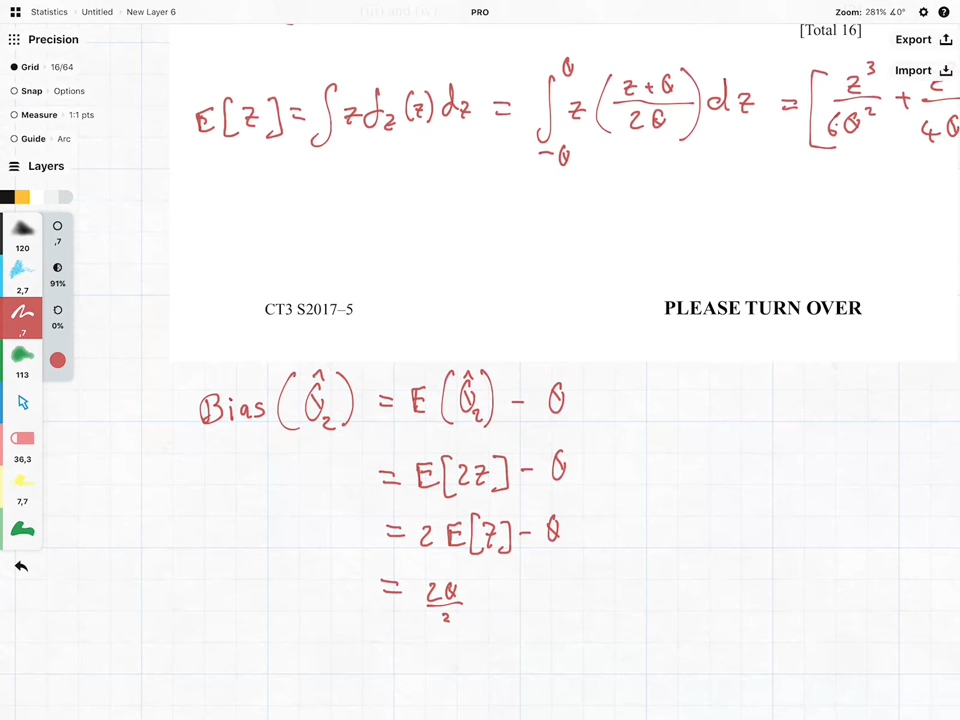 Statistics › Untitled › New Layer 6
PRO
Zoom: 281% ∠0°
Precision
Grid 16/64
Snap Options
Measure 1:1 pts
Guide Arc
Layers
Export
Import
120
2,7
,7
113
36,3
7,7
,7
91%
0%
[Total 16]
E[z] = ∫ z f_z(z) dz = ∫_{-θ}^{θ} z ( (z+θ)/(2θ) ) dz = [ z³/(6θ²) +
CT3 S2017–5
PLEASE TURN OVER
Bias ( θ̂₂ ) = E ( θ̂₂ ) − θ
= E[2z] − θ
= 2 E[z] − θ
= 2θ/2